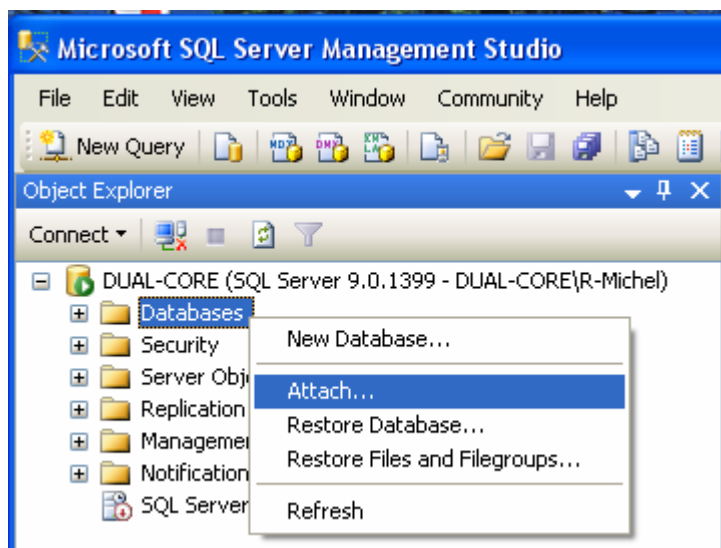 Microsoft SQL Server Management Studio
File Edit View Tools Window Community Help
New Query
Object Explorer
Connect
DUAL-CORE (SQL Server 9.0.1399 - DUAL-CORE\R-Michel)
Databases
New Database...
Security
Server Obj
Attach...
Replication
Restore Database...
Managemen
Restore Files and Filegroups...
Notification
SQL Server
Refresh